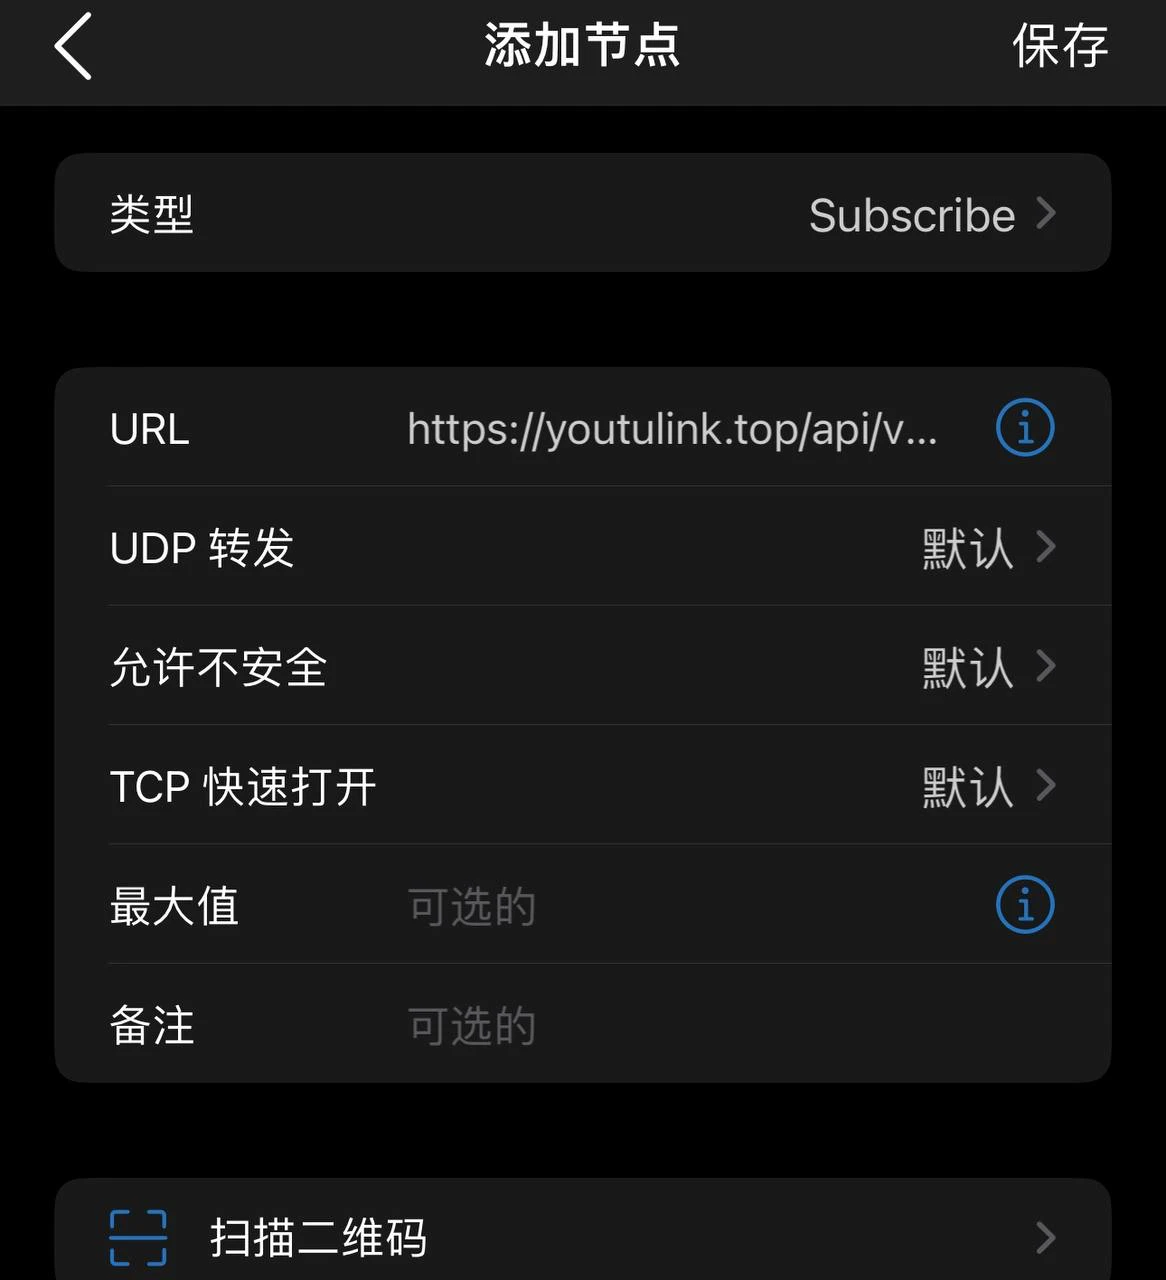 添加节点
保存
类型
Subscribe
URL
https://youtulink.top/api/v...
UDP 转发
默认
允许不安全
默认
TCP 快速打开
默认
最大值
可选的
备注
可选的
扫描二维码